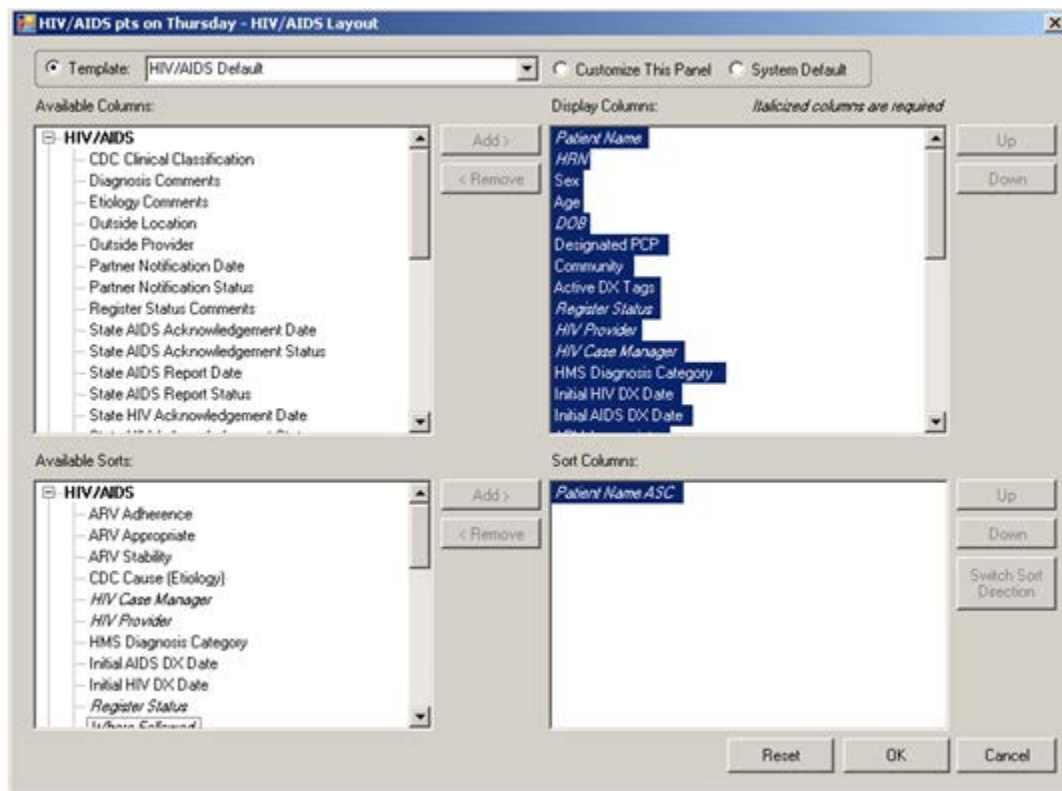 HIV/AIDS pts on Thursday - HIV/AIDS Layout
Template: HIV/AIDS Default Customize This Panel System Default
Available Columns:
HIV/AIDS
CDC Clinical Classification
Diagnosis Comments
Etiology Comments
Outside Location
Outside Provider
Partner Notification Date
Partner Notification Status
Register Status Comments
State AIDS Acknowledgement Date
State AIDS Acknowledgement Status
State AIDS Report Date
State AIDS Report Status
State HIV Acknowledgement Date
Add >
< Remove
Display Columns: Italicized columns are required
Patient Name
HRN
Sex
Age
DOB
Designated PCP
Community
Active DX Tags
Register Status
HIV Provider
HIV Case Manager
HMS Diagnosis Category
Initial HIV DX Date
Initial AIDS DX Date
Up
Down
Available Sorts:
HIV/AIDS
ARV Adherence
ARV Appropriate
ARV Stability
CDC Cause (Etiology)
HIV Case Manager
HIV Provider
HMS Diagnosis Category
Initial AIDS DX Date
Initial HIV DX Date
Register Status
Where Followed
Add >
< Remove
Sort Columns:
Patient Name ASC
Up
Down
Switch Sort
Direction
Reset OK Cancel